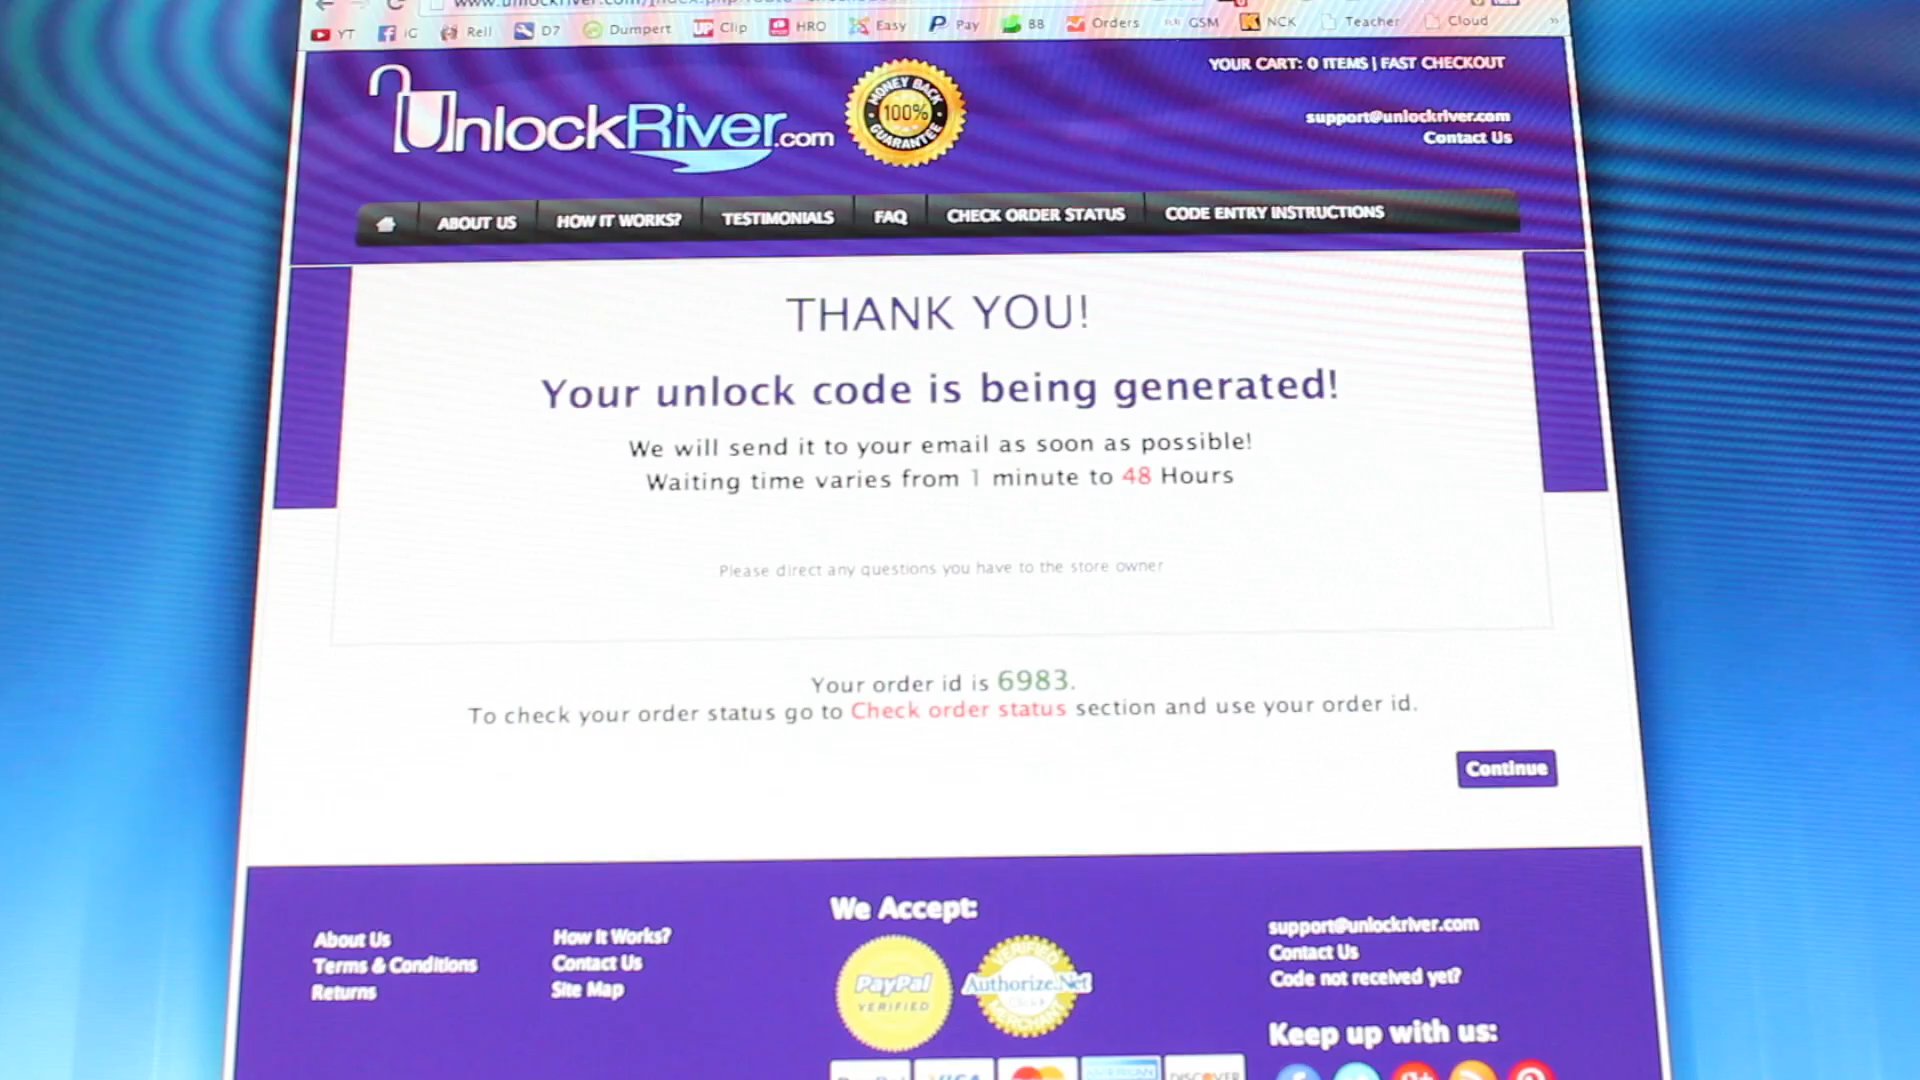 YT
iG
Rell
D7
Dumpert
Clip
HRO
Easy
Pay
Orders
GSM
NCK
Teacher
Cloud
YOUR CART: 0 ITEMS | FAST CHECKOUT
UnlockRiver.com
MONEY BACK
100%
GUARANTEE
support@unlockriver.com
Contact Us
ABOUT US
HOW IT WORKS?
TESTIMONIALS
FAQ
CHECK ORDER STATUS
CODE ENTRY INSTRUCTIONS
THANK YOU!
Your unlock code is being generated!
We will send it to your email as soon as possible!
Waiting time varies from 1 minute to 48 Hours
Please direct any questions you have to the store owner
Your order id is 6983.
To check your order status go to Check order status section and use your order id.
Continue
About Us
Terms & Conditions
Returns
How It Works?
Contact Us
Site Map
We Accept:
PayPal
VERIFIED
VERIFIED
Authorize.Net
MERCHANT
support@unlockriver.com
Contact Us
Code not received yet?
Keep up with us:
PayPal
VISA
AMERICAN
DISCOVER